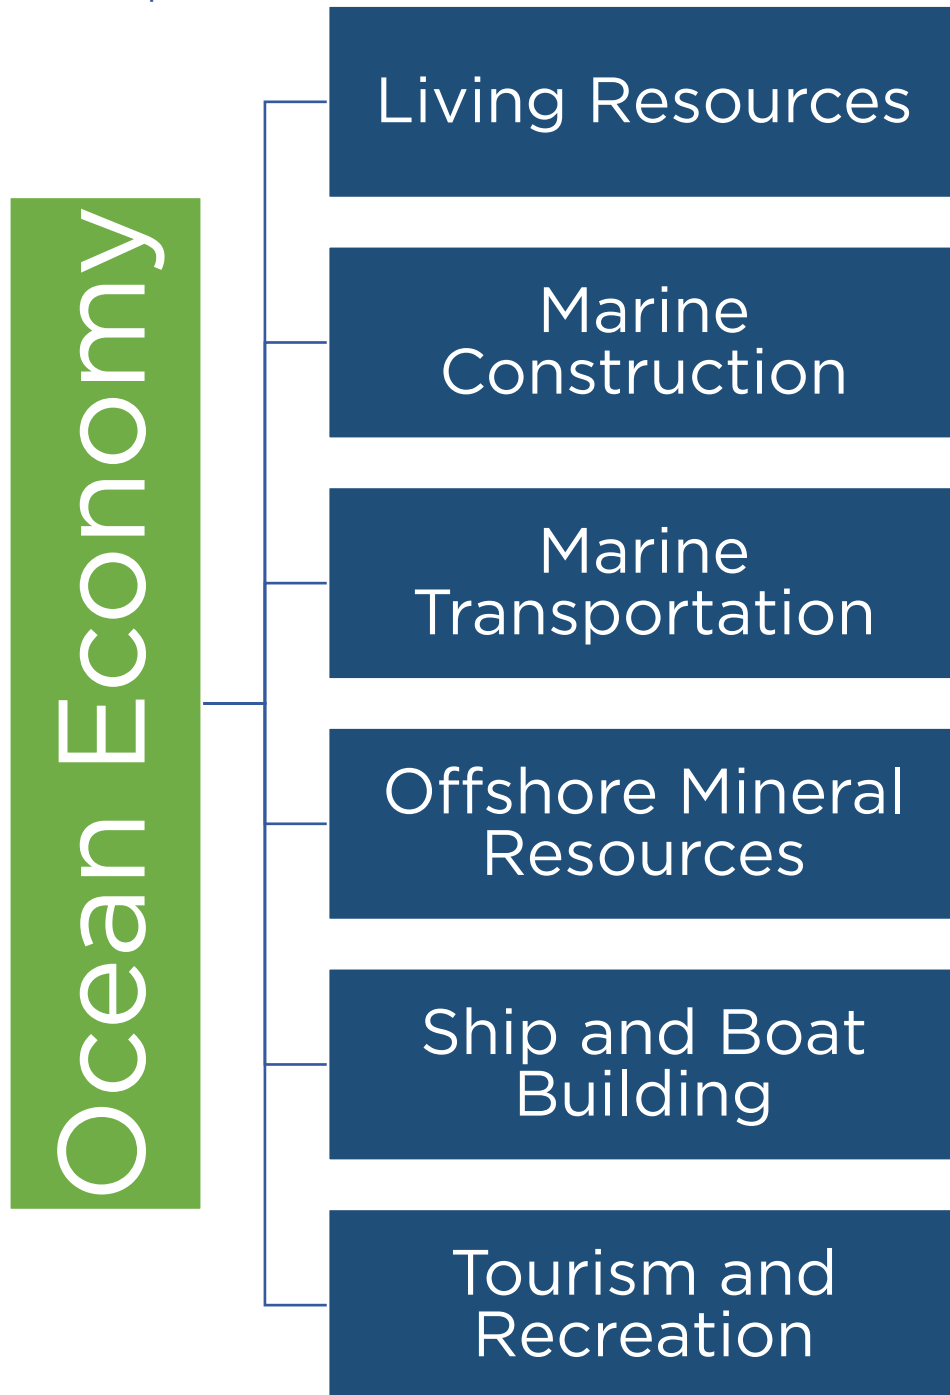 Ocean Economy
Living Resources
Marine
Construction
Marine
Transportation
Offshore Mineral
Resources
Ship and Boat
Building
Tourism and
Recreation